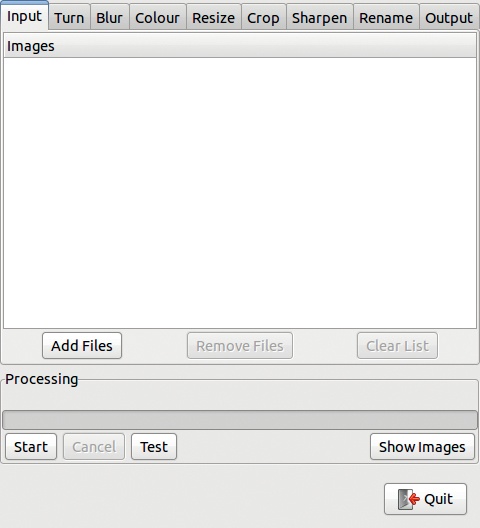 Input Turn Blur Colour Resize Crop Sharpen Rename Output
Images
Add Files Remove Files Clear List
Processing
Start Cancel Test Show Images
Quit